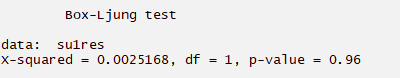 Box-Ljung test
data:  su1res
X-squared = 0.0025168, df = 1, p-value = 0.96